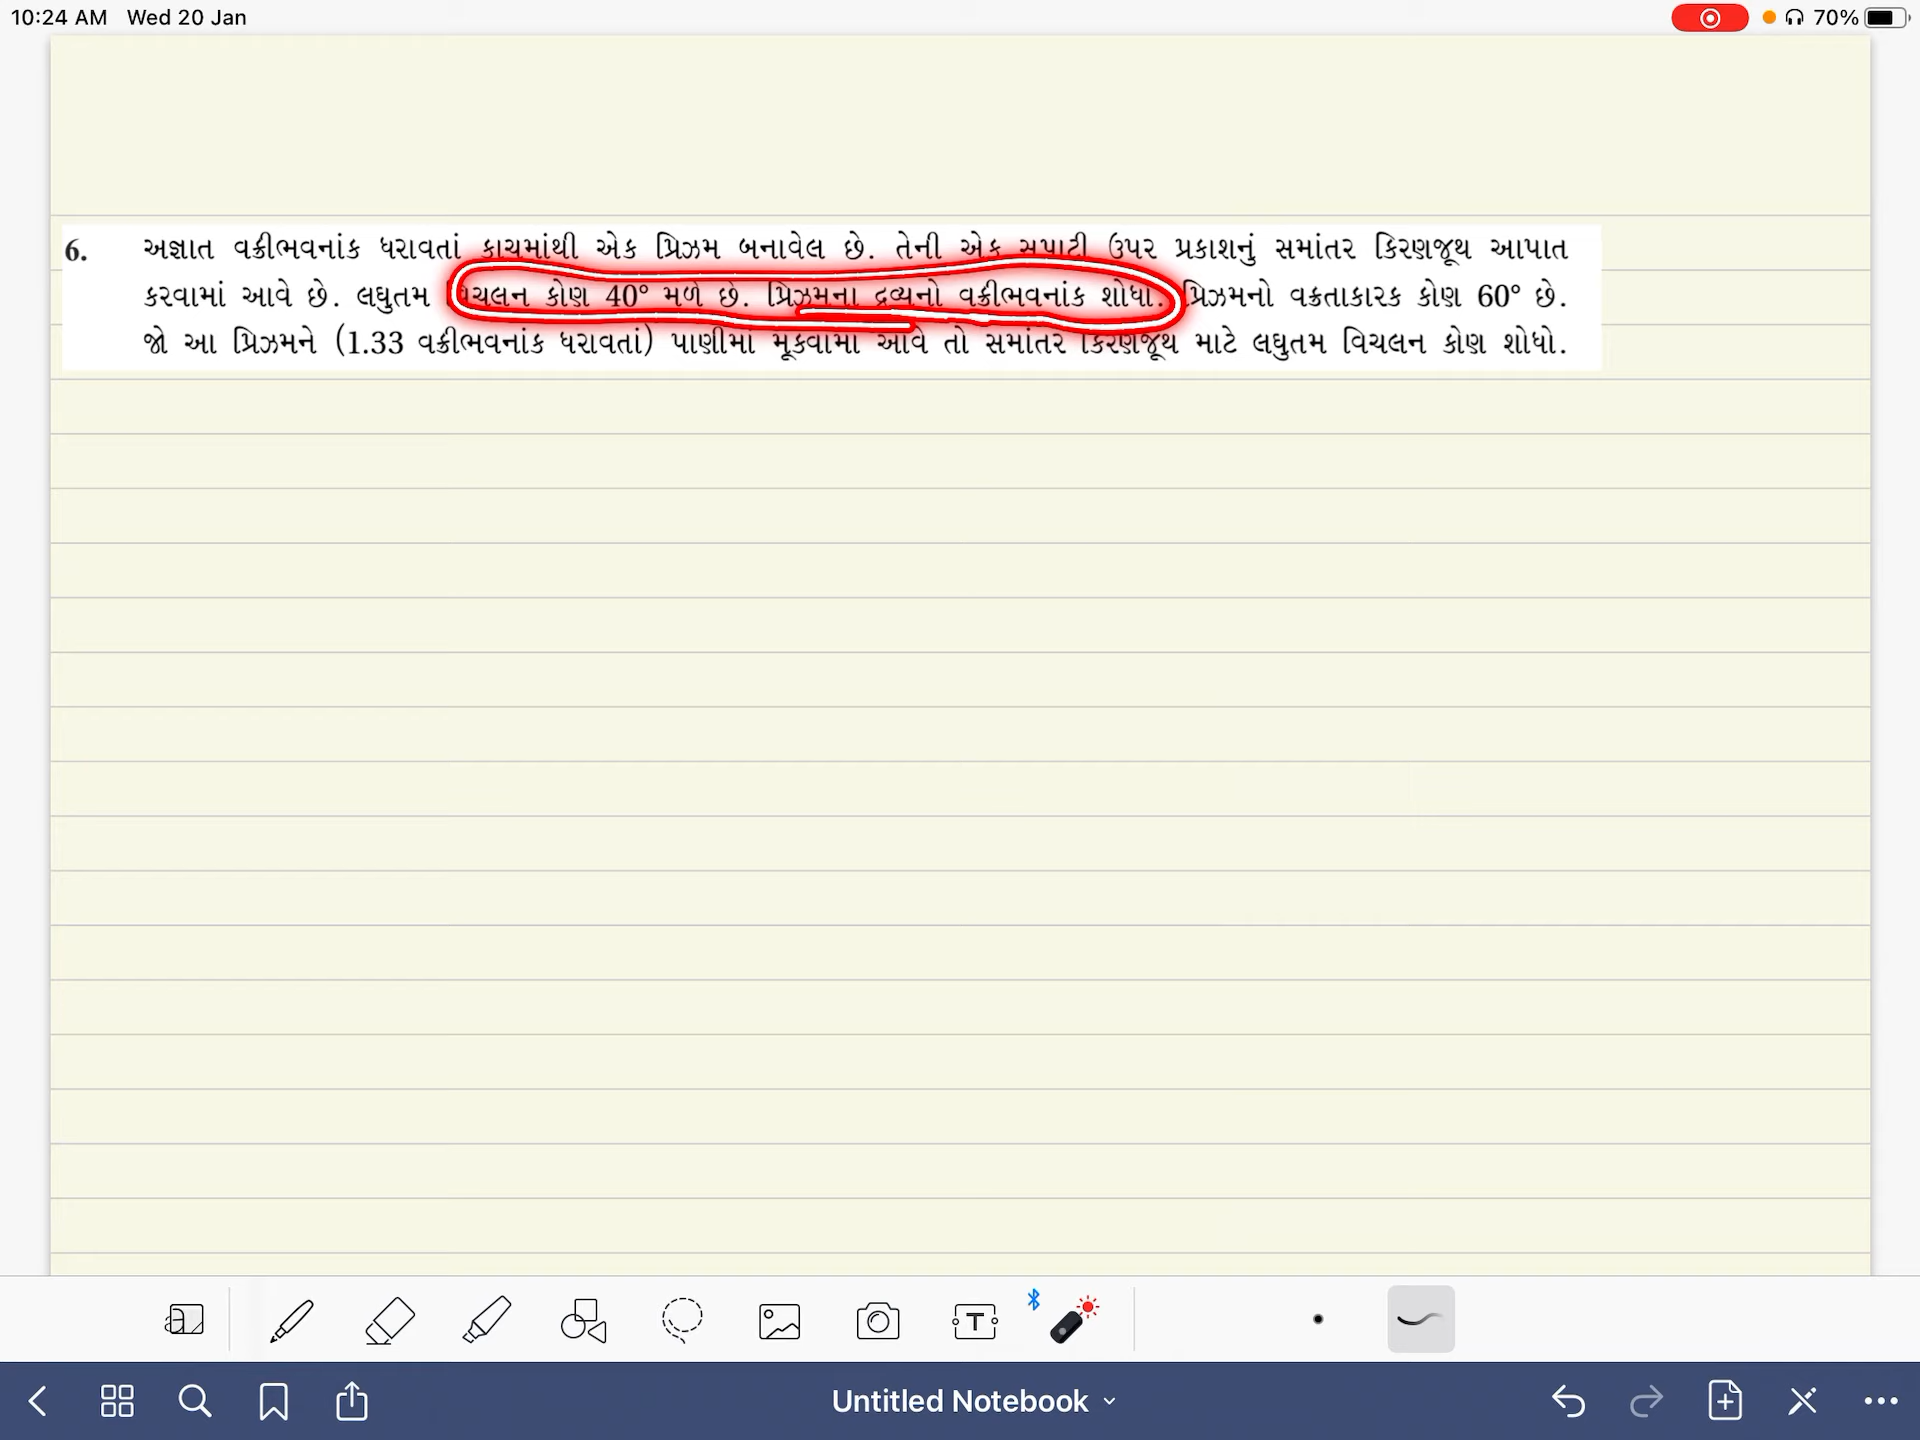 10:24 AM Wed 20 Jan
70%
6. અજ્ઞાત વક્રીભવનાંક ધરાવતાં કાચમાંથી એક પ્રિઝમ બનાવેલ છે. તેની એક સપાટી ઉપર પ્રકાશનું સમાંતર કિરણજૂથ આપાત
કરવામાં આવે છે. લઘુતમ વિચલન કોણ 40° મળે છે. પ્રિઝમના દ્રવ્યનો વક્રીભવનાંક શોધો. પ્રિઝમનો વક્રતાકારક કોણ 60° છે.
જો આ પ્રિઝમને (1.33 વક્રીભવનાંક ધરાવતાં) પાણીમાં મૂકવામાં આવે તો સમાંતર કિરણજૂથ માટે લઘુતમ વિચલન કોણ શોધો.
Untitled Notebook